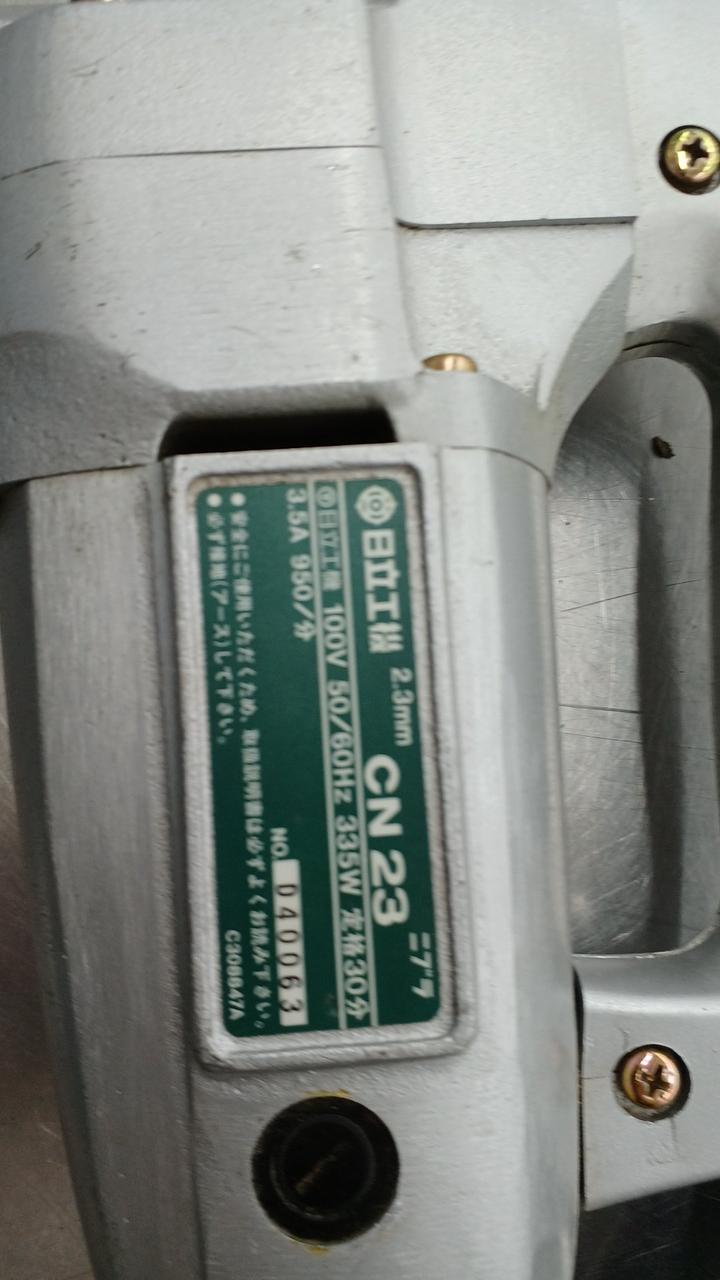 日立工機 2.3mm CN 23 ニブラ
日立工機 100V 50/60Hz 335W 定格30分
3.5A 950/分
NO. 040063
● 安全にご使用いただくため、取扱説明書は必ずよくお読み下さい。
● 必ず接地(アース)して下さい。
C308847A